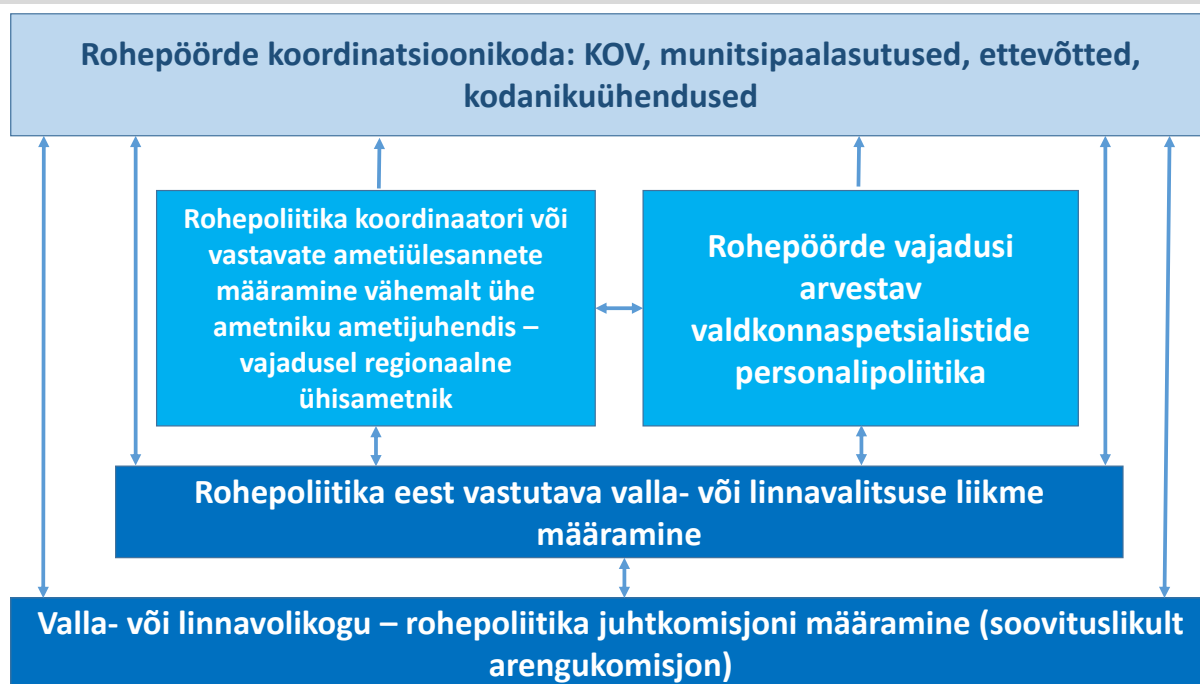 Rohepöörde koordinatsioonikoda: KOV, munitsipaalasutused, ettevõtted,
kodanikuühendused
Rohepoliitika koordinaatori või
vastavate ametiülesannete
määramine vähemalt ühe
ametniku ametijuhendis –
vajadusel regionaalne
ühisametnik
Rohepöörde vajadusi
arvestav
valdkonnaspetsialistide
personalipoliitika
Rohepoliitika eest vastutava valla- või linnavalitsuse liikme
määramine
Valla- või linnavolikogu – rohepoliitika juhtkomisjoni määramine (soovituslikult
arengukomisjon)